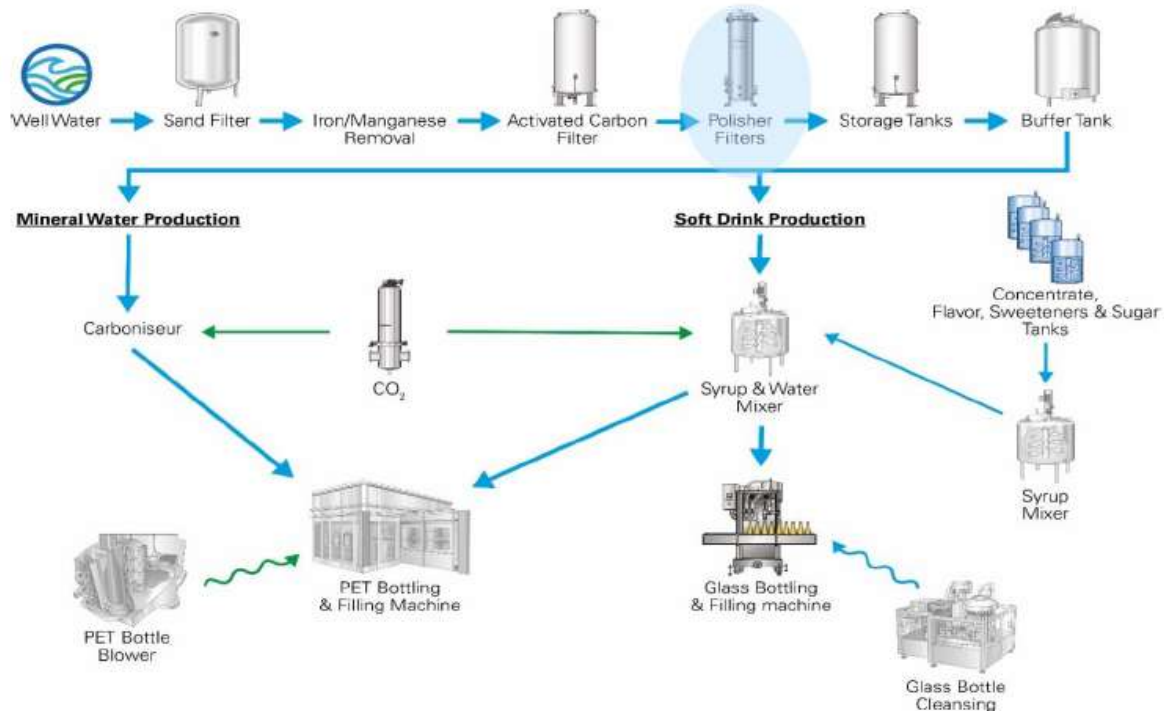 Well Water
Sand Filter
Iron/Manganese
Removal
Activated Carbon
Filter
Polisher
Filters
Storage Tanks
Buffer Tank
Mineral Water Production
Soft Drink Production
Concentrate,
Flavor, Sweeteners & Sugar
Tanks
Carboniseur
CO₂
Syrup & Water
Mixer
Syrup
Mixer
PET Bottling
& Filling Machine
Glass Bottling
& Filling machine
PET Bottle
Blower
Glass Bottle
Cleansing